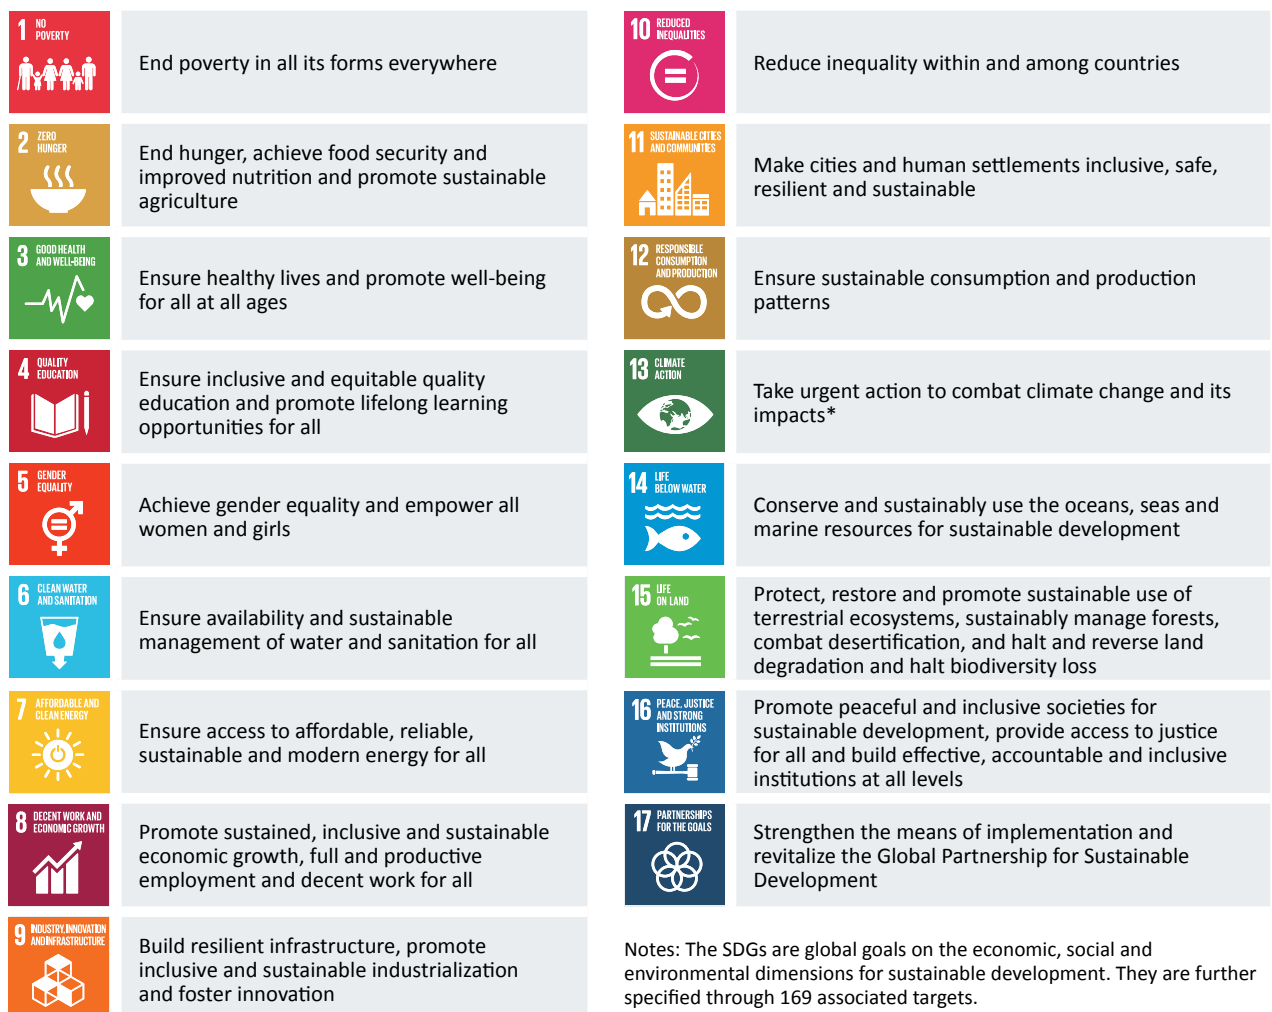 1 NO
POVERTY
End poverty in all its forms everywhere
2 ZERO
HUNGER
End hunger, achieve food security and
improved nutrition and promote sustainable
agriculture
3 GOOD HEALTH
AND WELL-BEING
Ensure healthy lives and promote well-being
for all at all ages
4 QUALITY
EDUCATION
Ensure inclusive and equitable quality
education and promote lifelong learning
opportunities for all
5 GENDER
EQUALITY
Achieve gender equality and empower all
women and girls
6 CLEAN WATER
AND SANITATION
Ensure availability and sustainable
management of water and sanitation for all
7 AFFORDABLE AND
CLEAN ENERGY
Ensure access to affordable, reliable,
sustainable and modern energy for all
8 DECENT WORK AND
ECONOMIC GROWTH
Promote sustained, inclusive and sustainable
economic growth, full and productive
employment and decent work for all
9 INDUSTRY, INNOVATION
AND INFRASTRUCTURE
Build resilient infrastructure, promote
inclusive and sustainable industrialization
and foster innovation
10 REDUCED
INEQUALITIES
Reduce inequality within and among countries
11 SUSTAINABLE CITIES
AND COMMUNITIES
Make cities and human settlements inclusive, safe,
resilient and sustainable
12 RESPONSIBLE
CONSUMPTION
AND PRODUCTION
Ensure sustainable consumption and production
patterns
13 CLIMATE
ACTION
Take urgent action to combat climate change and its
impacts*
14 LIFE
BELOW WATER
Conserve and sustainably use the oceans, seas and
marine resources for sustainable development
15 LIFE
ON LAND
Protect, restore and promote sustainable use of
terrestrial ecosystems, sustainably manage forests,
combat desertification, and halt and reverse land
degradation and halt biodiversity loss
16 PEACE, JUSTICE
AND STRONG
INSTITUTIONS
Promote peaceful and inclusive societies for
sustainable development, provide access to justice
for all and build effective, accountable and inclusive
institutions at all levels
17 PARTNERSHIPS
FOR THE GOALS
Strengthen the means of implementation and
revitalize the Global Partnership for Sustainable
Development
Notes: The SDGs are global goals on the economic, social and
environmental dimensions for sustainable development. They are further
specified through 169 associated targets.